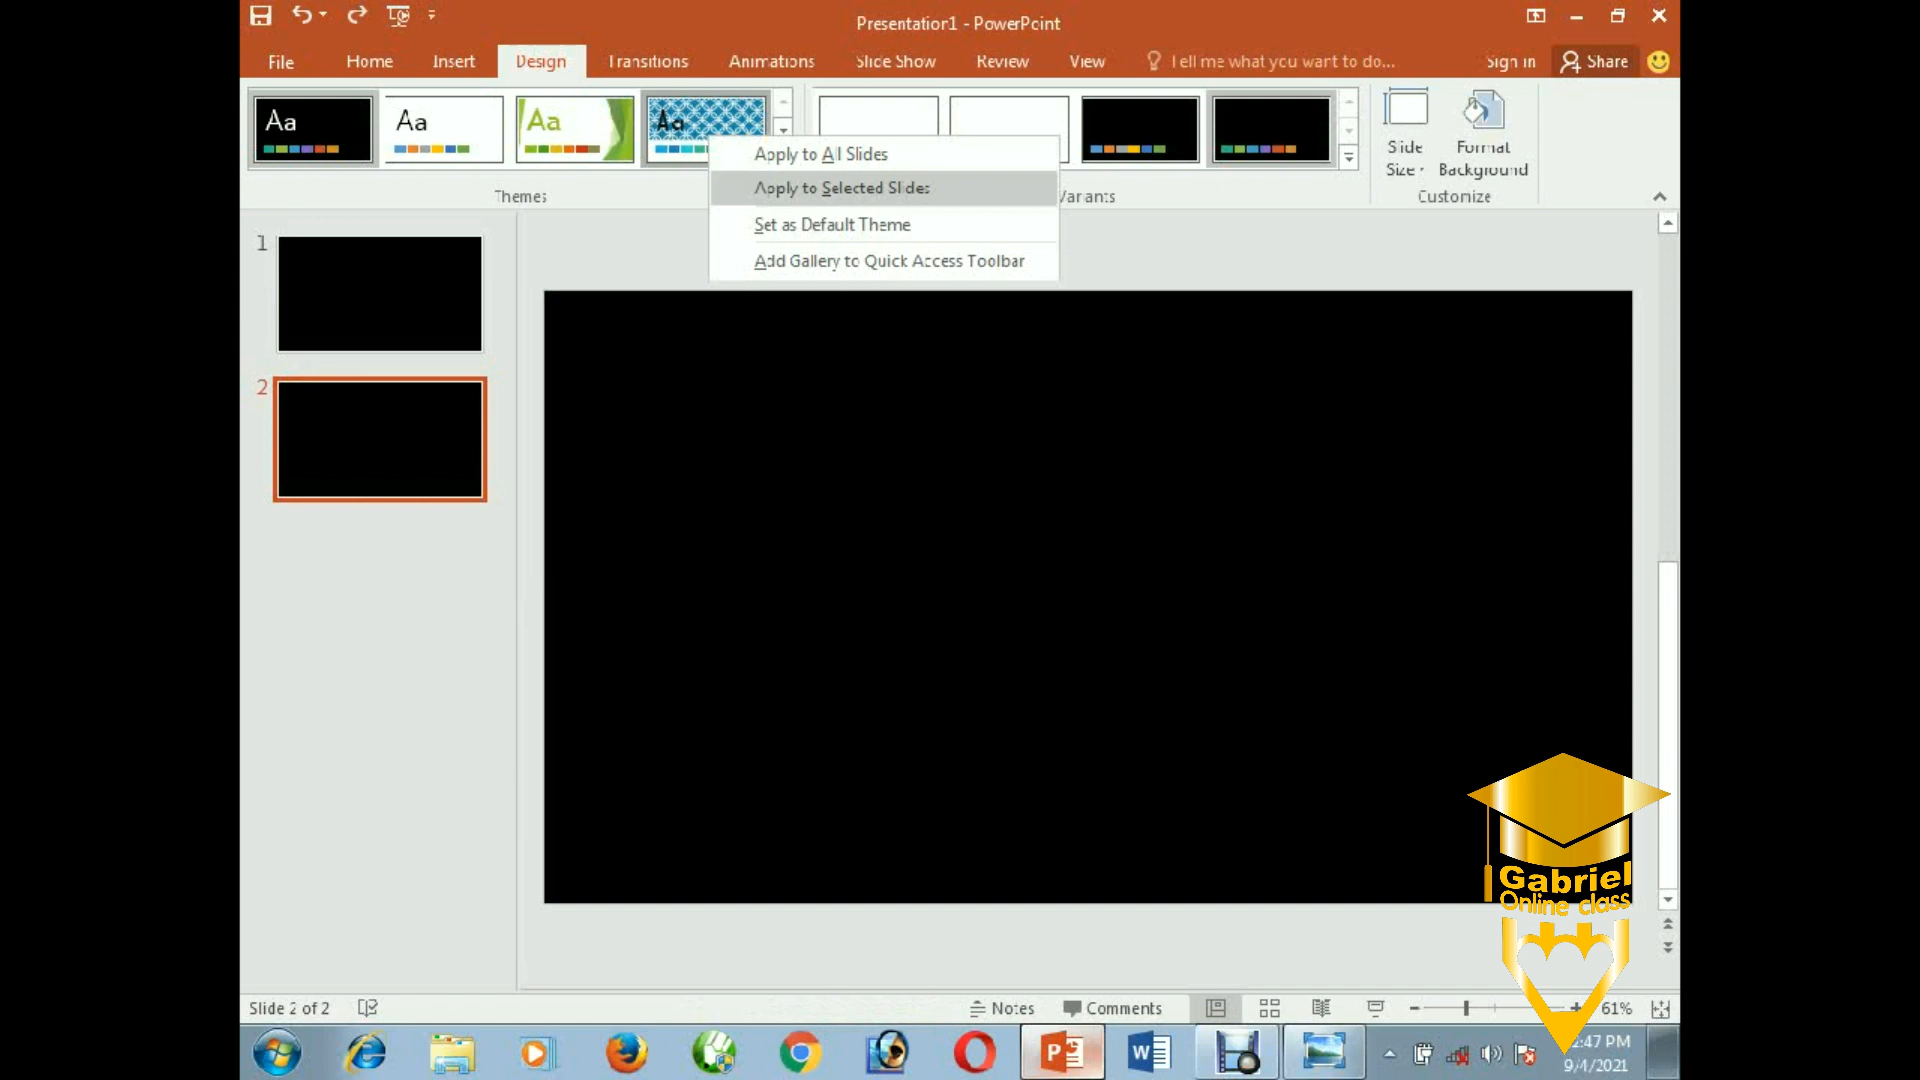 Presentation1 - PowerPoint
File Home Insert Design Transitions Animations Slide Show Review View Tell me what you want to do... Sign in Share
Aa Aa Aa Aa
Slide Size
Format Background
Themes Variants Customize
Apply to All Slides
Apply to Selected Slides
Set as Default Theme
Add Gallery to Quick Access Toolbar
1
2
Gabriel
Online class
Slide 2 of 2 Notes Comments 61%
:47 PM
9/4/2021